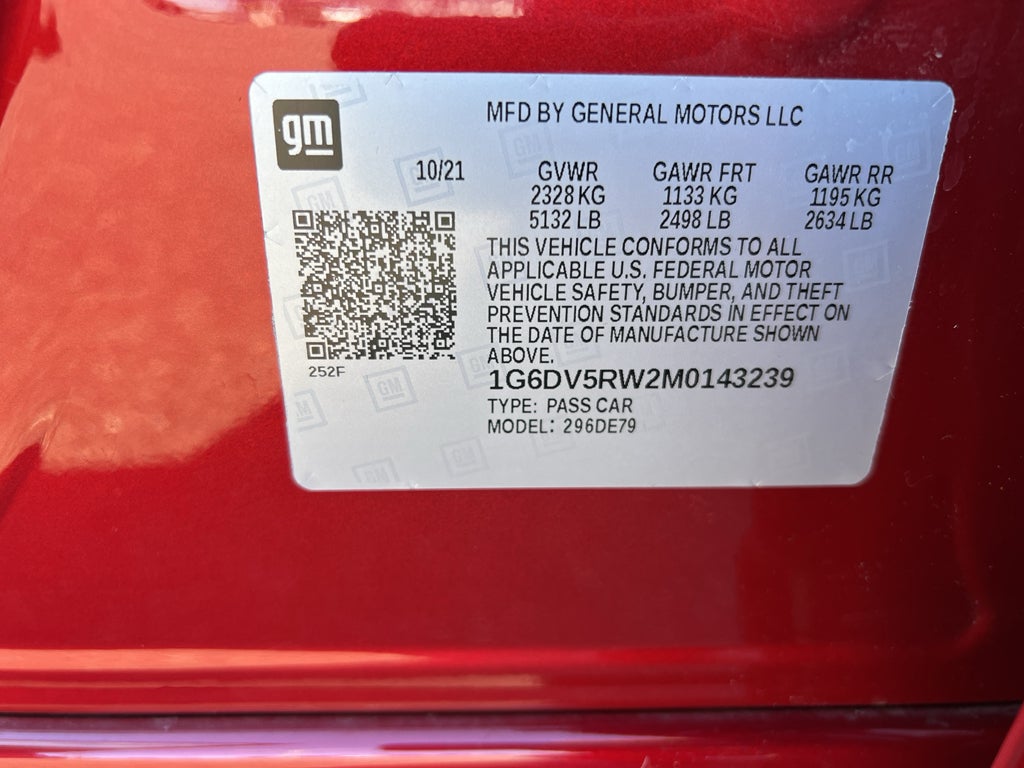 gm
MFD BY GENERAL MOTORS LLC
10/21 GVWR GAWR FRT GAWR RR
2328 KG 1133 KG 1195 KG
5132 LB 2498 LB 2634 LB
THIS VEHICLE CONFORMS TO ALL
APPLICABLE U.S. FEDERAL MOTOR
VEHICLE SAFETY, BUMPER, AND THEFT
PREVENTION STANDARDS IN EFFECT ON
THE DATE OF MANUFACTURE SHOWN
ABOVE.
252F
1G6DV5RW2M0143239
TYPE: PASS CAR
MODEL: 296DE79